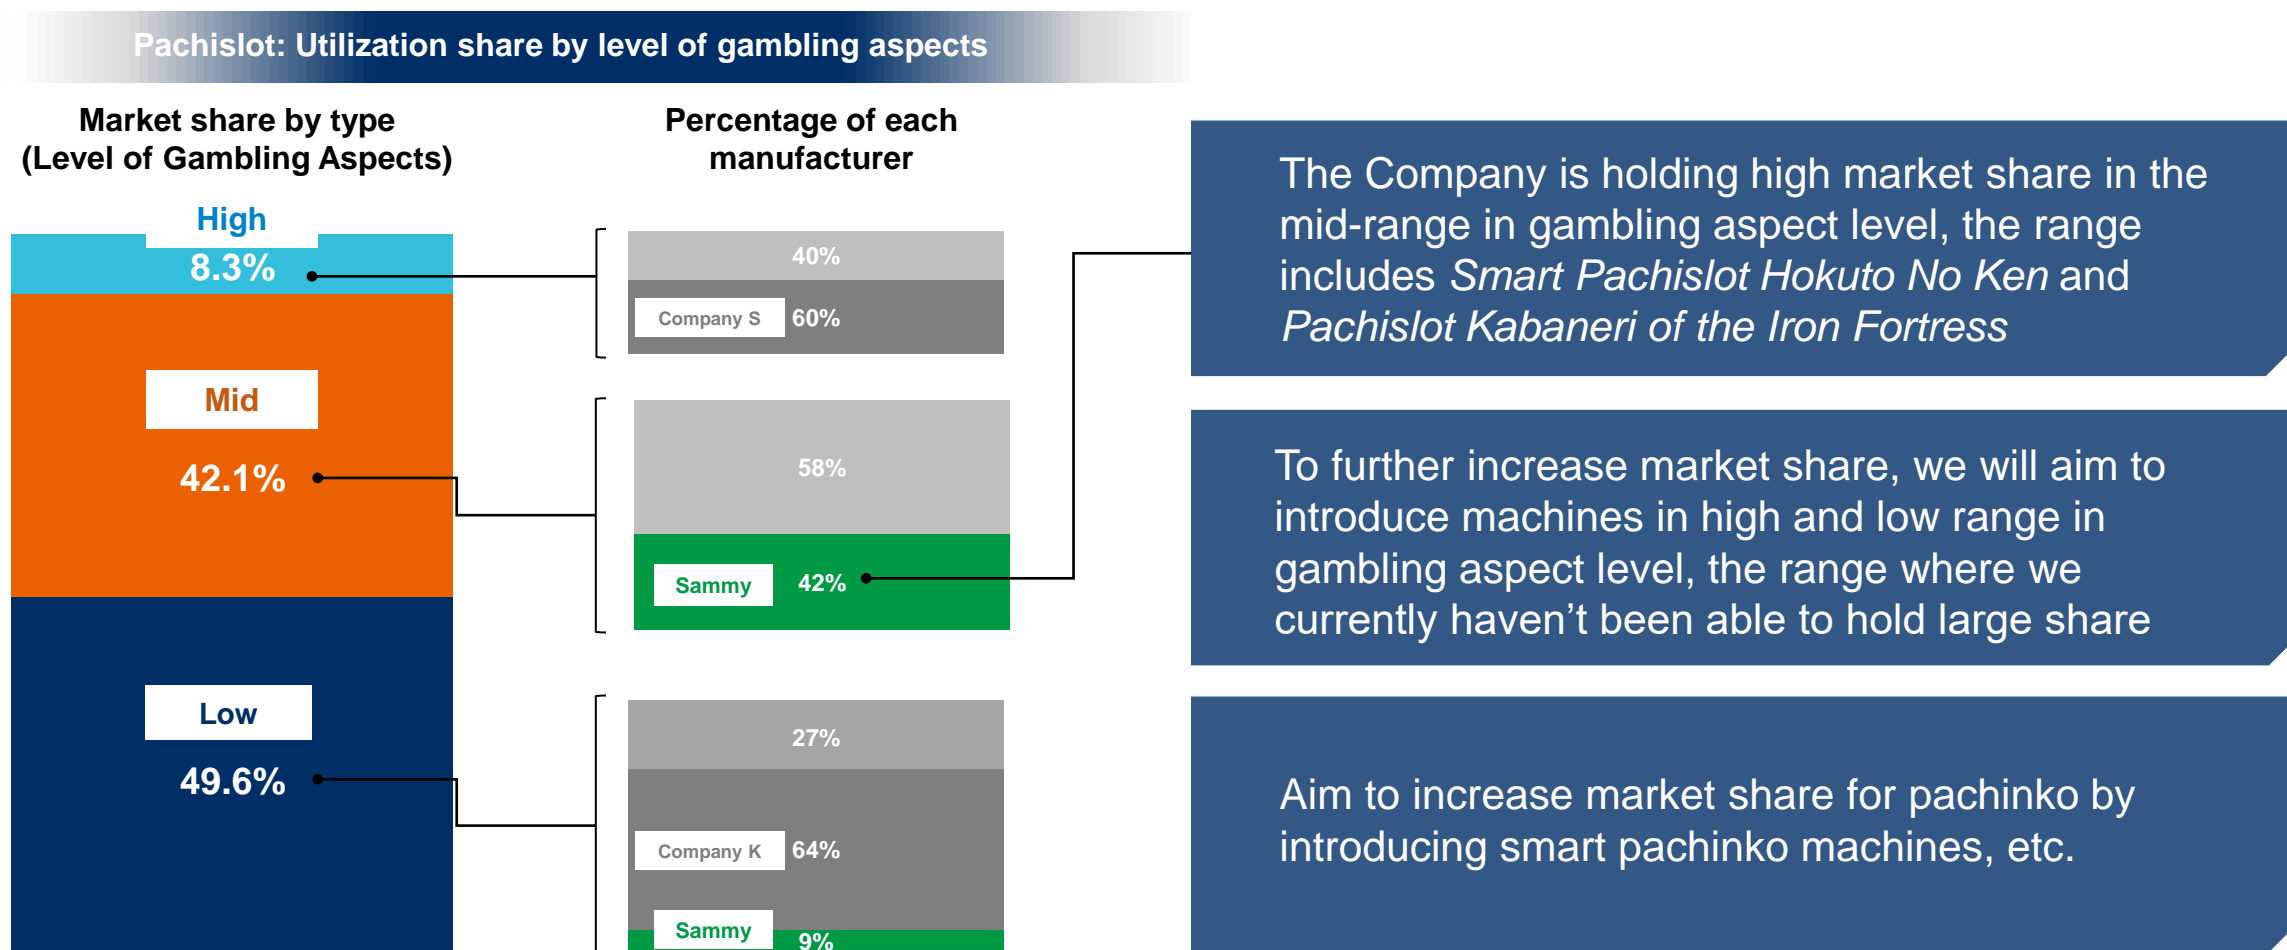 Pachislot: Utilization share by level of gambling aspects
Market share by type
(Level of Gambling Aspects)
Percentage of each
manufacturer
High
8.3%
Mid
42.1%
Low
49.6%
40%
Company S 60%
58%
Sammy 42%
27%
Company K 64%
Sammy 9%
The Company is holding high market share in the
mid-range in gambling aspect level, the range
includes Smart Pachislot Hokuto No Ken and
Pachislot Kabaneri of the Iron Fortress
To further increase market share, we will aim to
introduce machines in high and low range in
gambling aspect level, the range where we
currently haven’t been able to hold large share
Aim to increase market share for pachinko by
introducing smart pachinko machines, etc.